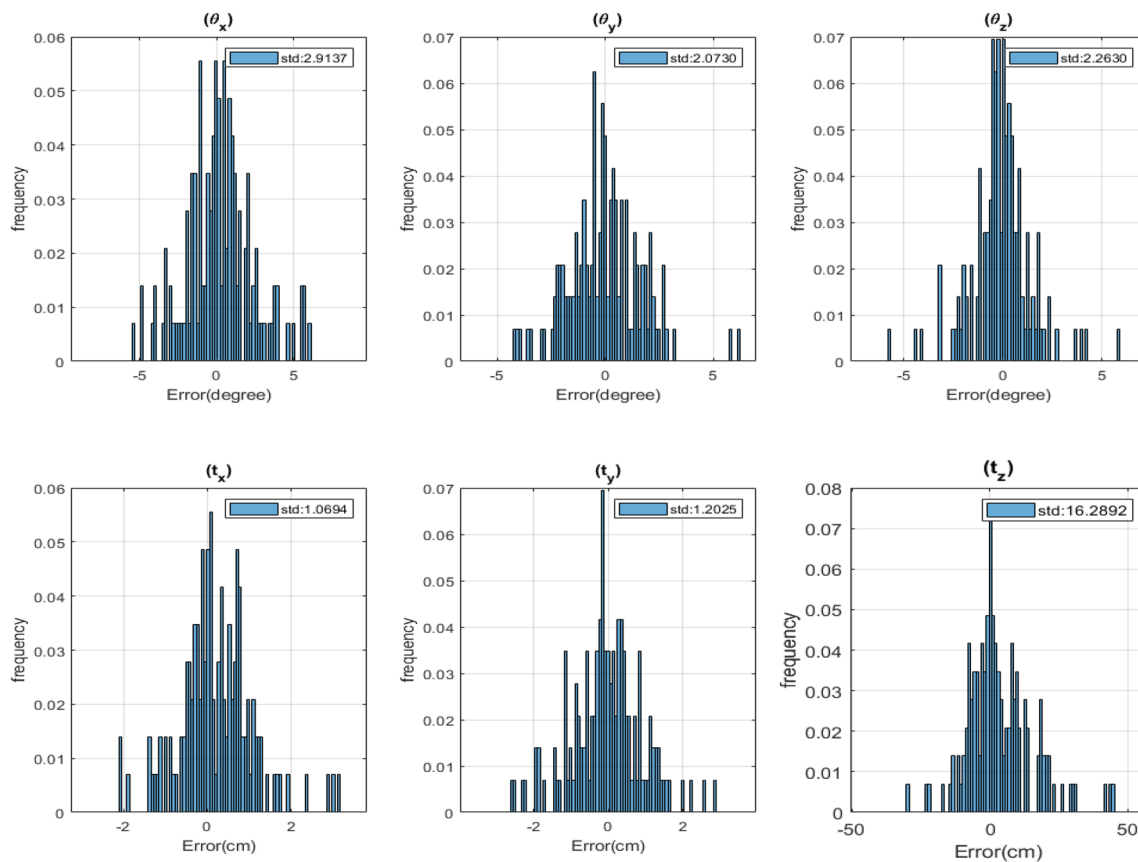 (θx) (θy) (θz)
0.06 0.07 0.07
std:2.9137 std:2.0730 std:2.2630
0.05 0.06 0.06
0.04 0.05 0.05
0.03 0.04 0.04
0.02 0.03 0.03
0.01 0.02 0.02
0 0.01 0.01
0 0
frequency frequency frequency
-5 0 5 -5 0 5 -5 0 5
Error(degree) Error(degree) Error(degree)
(tx) (ty) (tz)
0.06 0.07 0.08
std:1.0694 std:1.2025 std:16.2892
0.05 0.06 0.07
0.04 0.05 0.06
0.03 0.04 0.05
0.02 0.03 0.04
0.01 0.02 0.03
0 0.01 0.02
0 0.01
0
frequency frequency frequency
-2 0 2 -2 0 2 -50 0 50
Error(cm) Error(cm) Error(cm)